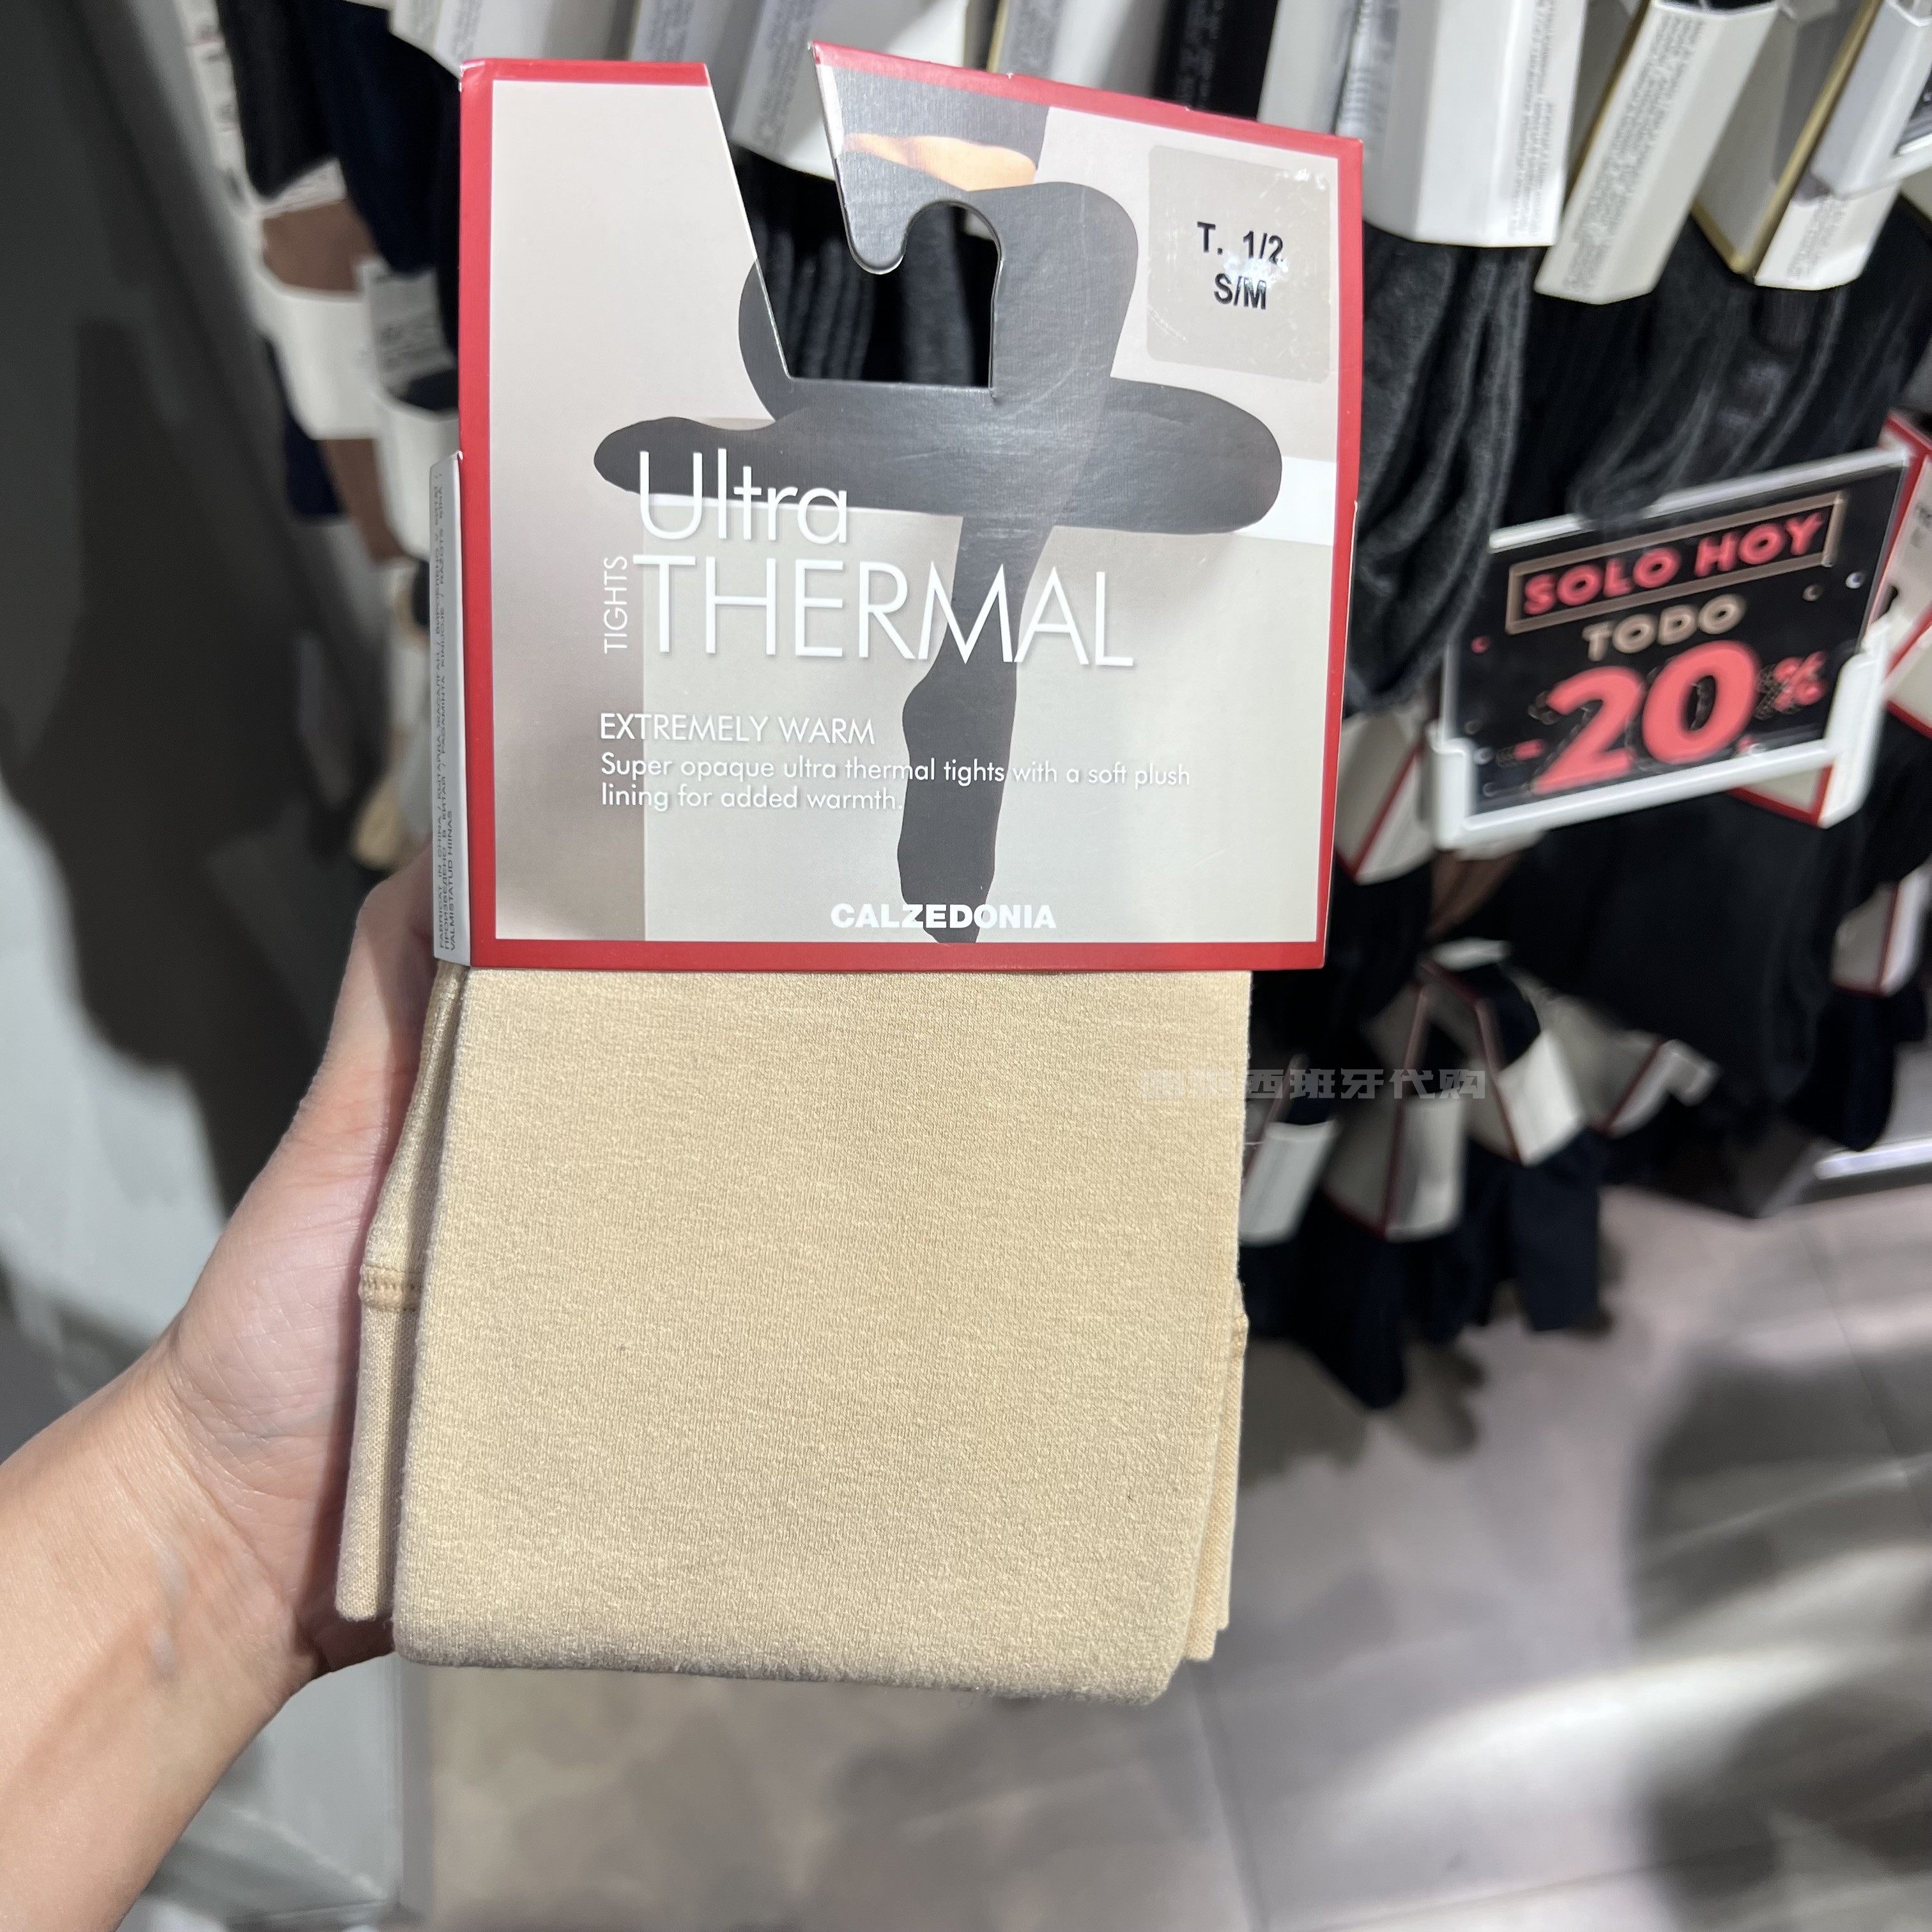 T. 1/2
S/M
Ultra
TIGHTS
THERMAL
EXTREMELY WARM
Super opaque ultra thermal tights with a soft plush
lining for added warmth.
CALZEDONIA
SOLO HOY
TODO
-20%
西班牙代购